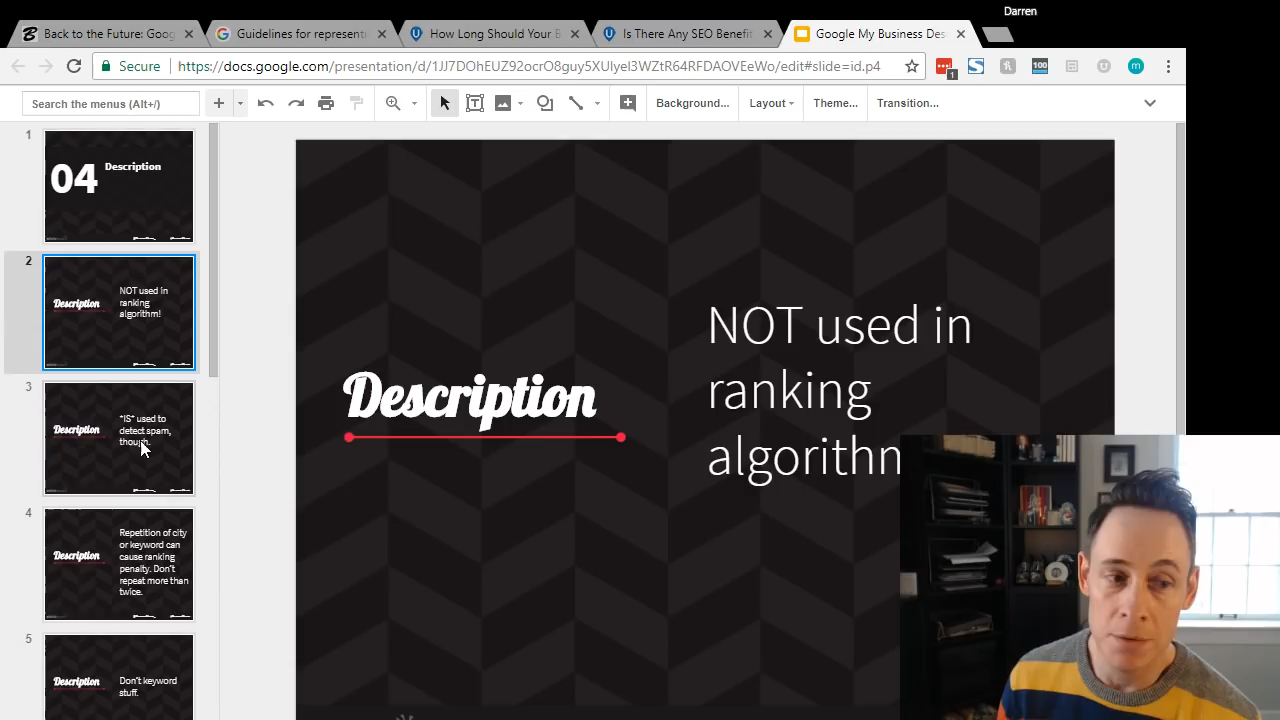 Darren
Back to the Future: Goog
Guidelines for represent
How Long Should Your B
Is There Any SEO Benefit
Google My Business Des
Secure
https://docs.google.com/presentation/d/1JJ7DOhEUZ92ocrO8guy5XUlyel3WZtR64RFDAOVEeWo/edit#slide=id.p4
1
100
m
Search the menus (Alt+/)
Background...
Layout
Theme...
Transition...
1
04
Description
2
Description
NOT used in
ranking
algorithm!
3
Description
*IS* used to
detect spam,
though.
4
Description
Repetition of city
or keyword can
cause ranking
penalty. Don't
repeat more than
twice.
5
Description
Don't keyword
stuff.
Description
NOT used in
ranking
algorithm